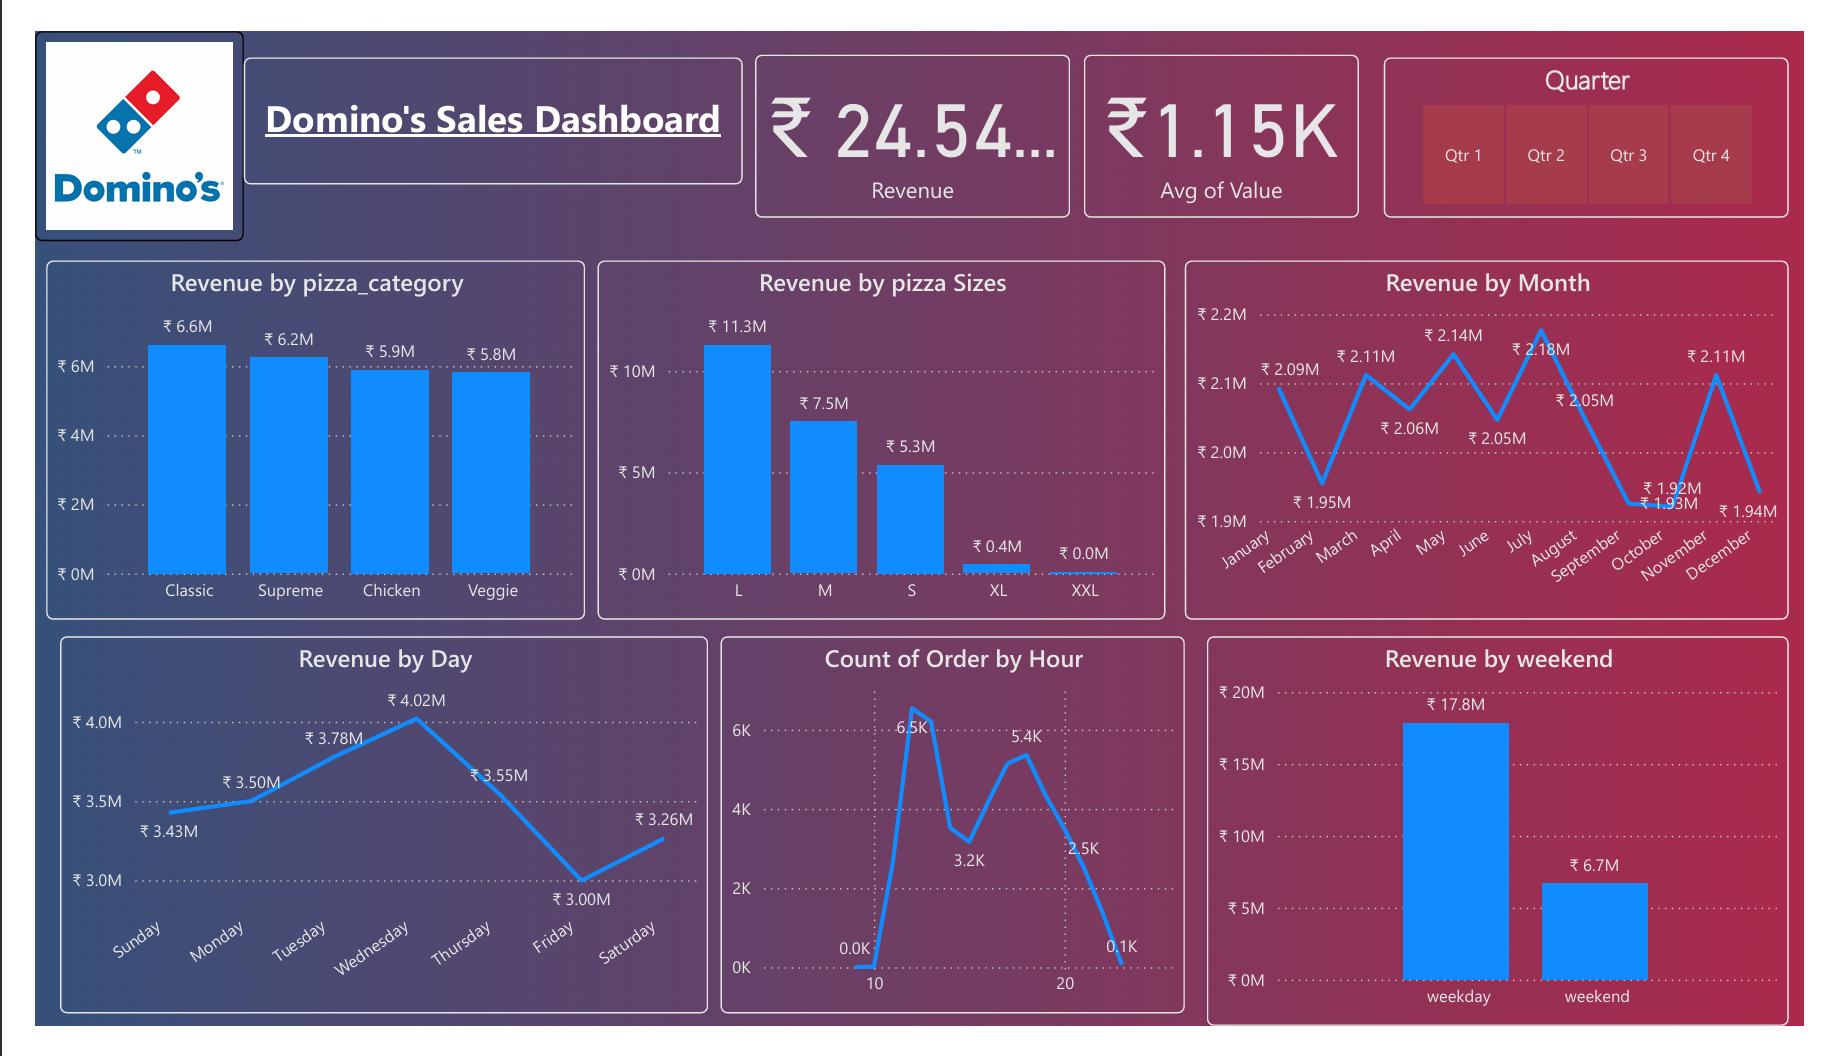 Domino's
TM
Domino's Sales Dashboard
₹ 24.54...
Revenue
₹1.15K
Avg of Value
Quarter
Qtr 1
Qtr 2
Qtr 3
Qtr 4
Revenue by pizza_category
₹ 6.6M
₹ 6.2M
₹ 5.9M
₹ 5.8M
₹ 6M
₹ 4M
₹ 2M
₹ 0M
Classic
Supreme
Chicken
Veggie
Revenue by pizza Sizes
₹ 11.3M
₹ 7.5M
₹ 5.3M
₹ 0.4M
₹ 0.0M
₹ 10M
₹ 5M
₹ 0M
L
M
S
XL
XXL
Revenue by Month
₹ 2.2M
₹ 2.1M
₹ 2.0M
₹ 1.9M
₹ 2.09M
₹ 1.95M
₹ 2.11M
₹ 2.06M
₹ 2.14M
₹ 2.05M
₹ 2.18M
₹ 2.05M
₹ 1.93M
₹ 1.92M
₹ 2.11M
₹ 1.94M
January
February
March
April
May
June
July
August
September
October
November
December
Revenue by Day
₹ 4.0M
₹ 3.5M
₹ 3.0M
₹ 3.43M
₹ 3.50M
₹ 3.78M
₹ 4.02M
₹ 3.55M
₹ 3.00M
₹ 3.26M
Sunday
Monday
Tuesday
Wednesday
Thursday
Friday
Saturday
Count of Order by Hour
6K
4K
2K
0K
0.0K
6.5K
3.2K
5.4K
2.5K
0.1K
10
20
Revenue by weekend
₹ 20M
₹ 15M
₹ 10M
₹ 5M
₹ 0M
₹ 17.8M
₹ 6.7M
weekday
weekend